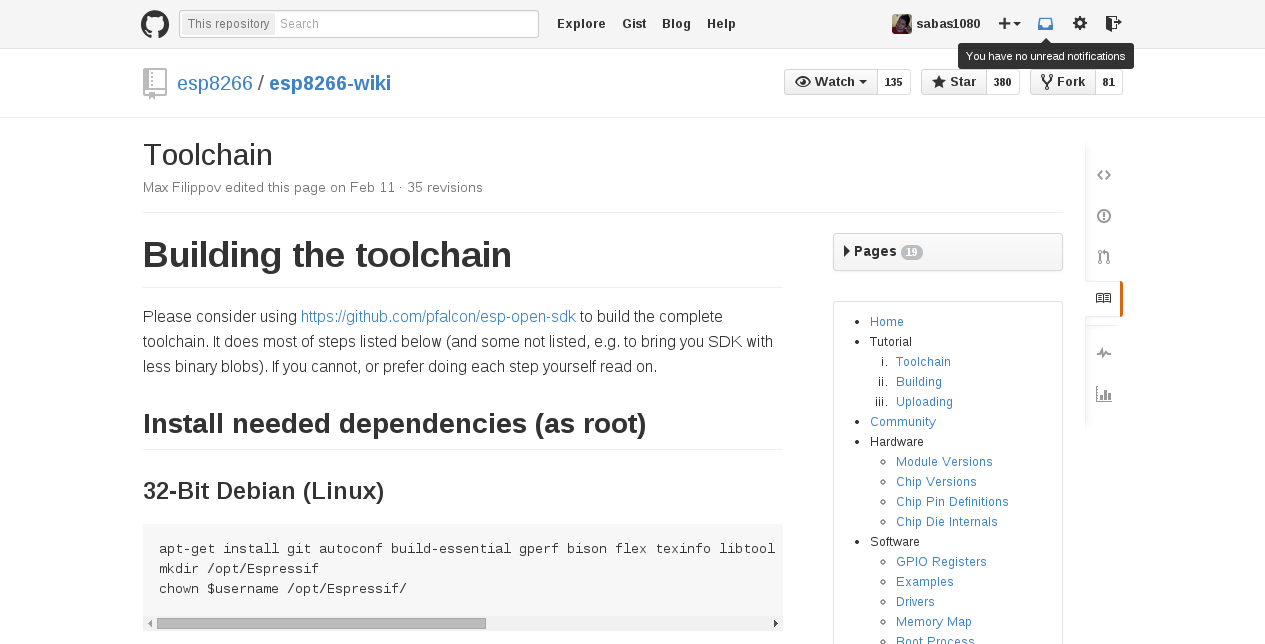 This repository Search Explore Gist Blog Help sabas1080
You have no unread notifications
esp8266 / esp8266-wiki Watch 135 Star 380 Fork 81
Toolchain
Max Filippov edited this page on Feb 11 · 35 revisions
Building the toolchain
Please consider using https://github.com/pfalcon/esp-open-sdk to build the complete
toolchain. It does most of steps listed below (and some not listed, e.g. to bring you SDK with
less binary blobs). If you cannot, or prefer doing each step yourself read on.
Install needed dependencies (as root)
32-Bit Debian (Linux)
apt-get install git autoconf build-essential gperf bison flex texinfo libtool
mkdir /opt/Espressif
chown $username /opt/Espressif/
Pages 19
Home
Tutorial
i. Toolchain
ii. Building
iii. Uploading
Community
Hardware
Module Versions
Chip Versions
Chip Pin Definitions
Chip Die Internals
Software
GPIO Registers
Examples
Drivers
Memory Map
Boot Process